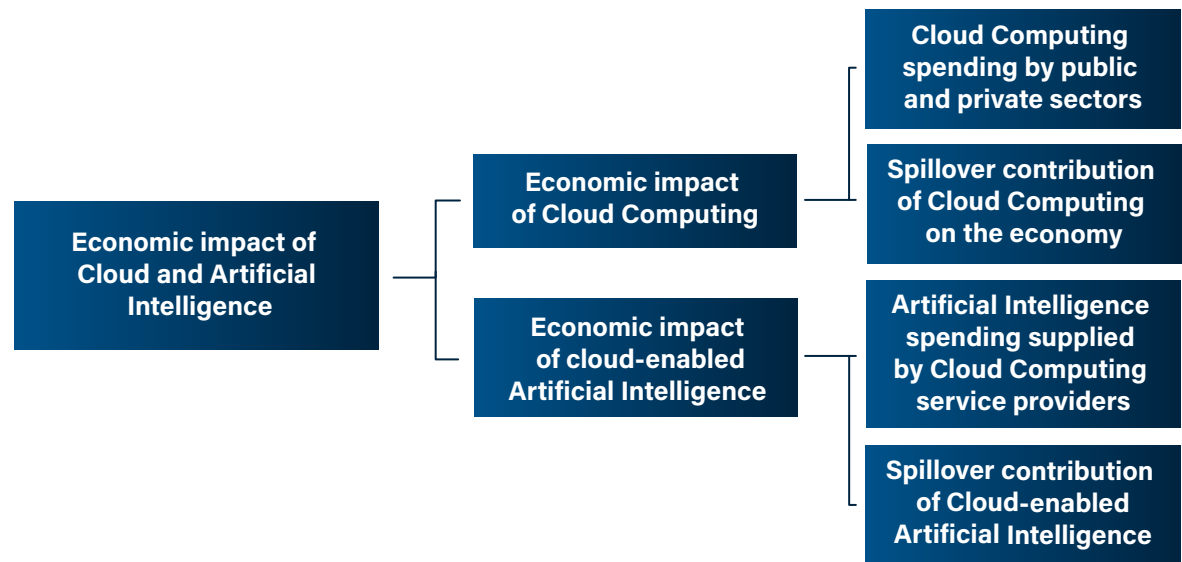 Economic impact of
Cloud and Artificial
Intelligence
Economic impact
of Cloud Computing
Economic impact
of cloud-enabled
Artificial Intelligence
Cloud Computing
spending by public
and private sectors
Spillover contribution
of Cloud Computing
on the economy
Artificial Intelligence
spending supplied
by Cloud Computing
service providers
Spillover contribution
of Cloud-enabled
Artificial Intelligence